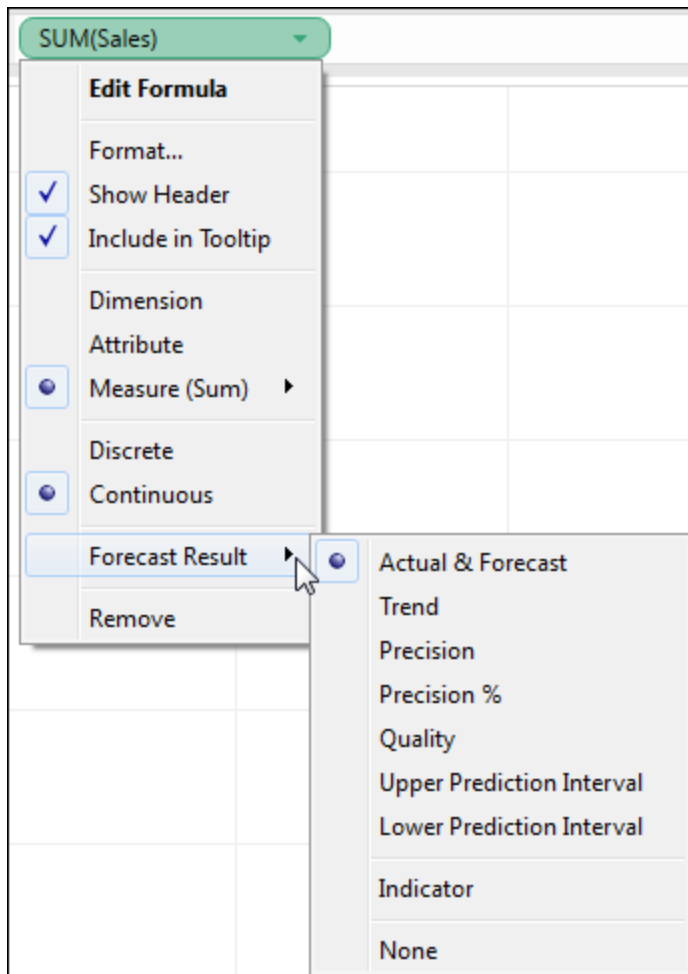 SUM(Sales)
Edit Formula
Format...
Show Header
Include in Tooltip
Dimension
Attribute
Measure (Sum)
Discrete
Continuous
Forecast Result
Remove
Actual & Forecast
Trend
Precision
Precision %
Quality
Upper Prediction Interval
Lower Prediction Interval
Indicator
None